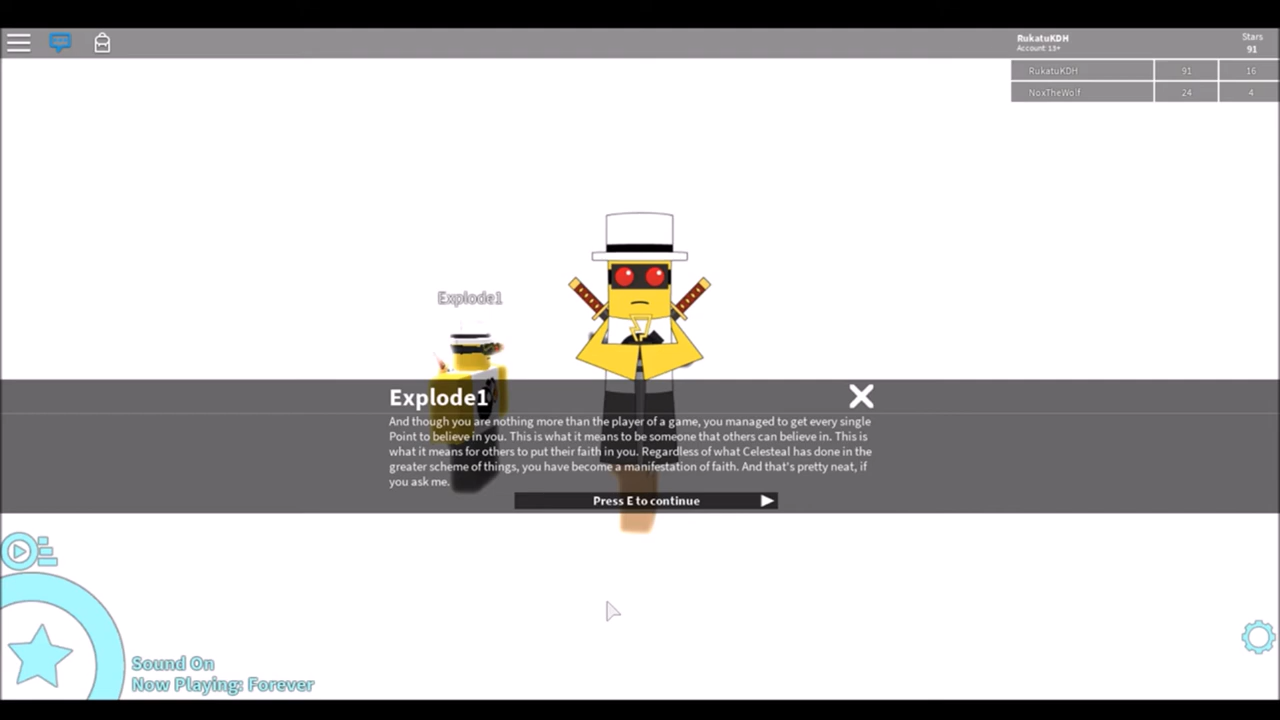 RukatuKDH
Account: 13+
Stars
91
RukatuKDH 91 16
NoxTheWolf 24 4
Explode1
Explode1
And though you are nothing more than the player of a game, you managed to get every single
Point to believe in you. This is what it means to be someone that others can believe in. This is
what it means for others to put their faith in you. Regardless of what Celesteal has done in the
greater scheme of things, you have become a manifestation of faith. And that's pretty neat, if
you ask me.
Press E to continue
Sound On
Now Playing: Forever